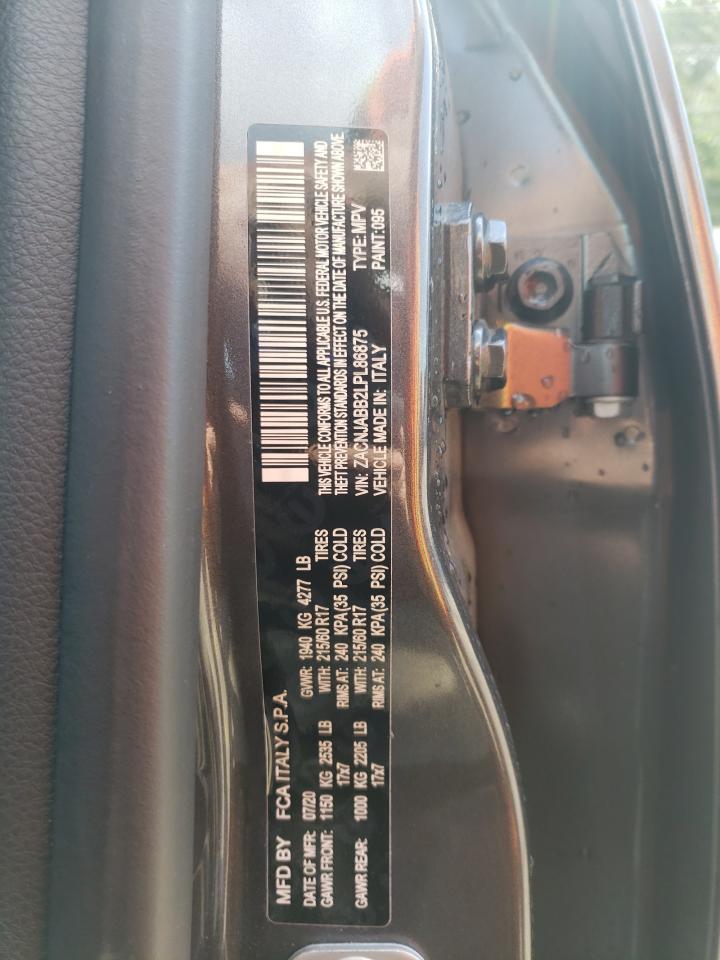 MFD BY FCA ITALY S.P.A.
DATE OF MFR: 07/20 GVWR: 1940 KG 4277 LB
GAWR FRONT: 1150 KG 2535 LB WITH: 215/60 R17 TIRES
17x7 RIMS AT: 240 KPA(35 PSI) COLD
GAWR REAR: 1000 KG 2205 LB WITH: 215/60 R17 TIRES
17x7 RIMS AT: 240 KPA(35 PSI) COLD
THIS VEHICLE CONFORMS TO ALL APPLICABLE U.S. FEDERAL MOTOR VEHICLE SAFETY AND
THEFT PREVENTION STANDARDS IN EFFECT ON THE DATE OF MANUFACTURE SHOWN ABOVE.
VIN: ZACNJABB2LPL86875 TYPE: MPV
VEHICLE MADE IN: ITALY PAINT: 095